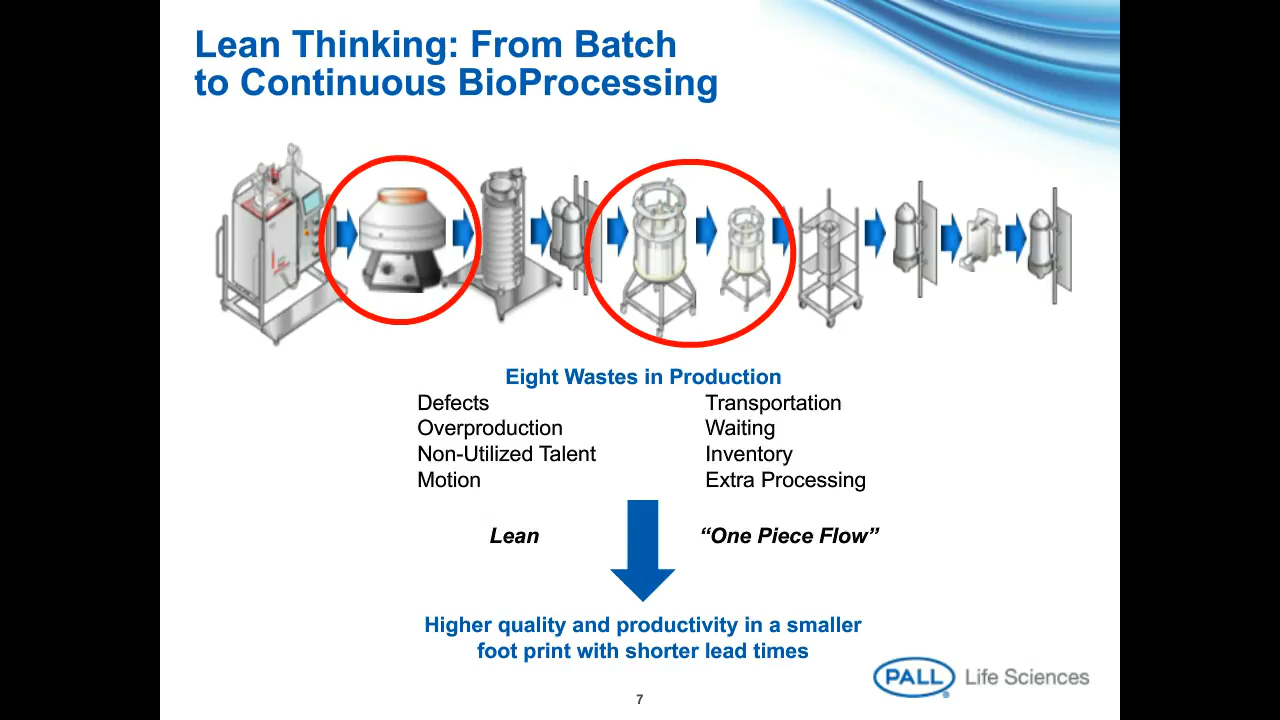 Lean Thinking: From Batch
to Continuous BioProcessing
Eight Wastes in Production
Defects
Overproduction
Non-Utilized Talent
Motion
Transportation
Waiting
Inventory
Extra Processing
Lean
“One Piece Flow”
Higher quality and productivity in a smaller
foot print with shorter lead times
PALL® Life Sciences
7